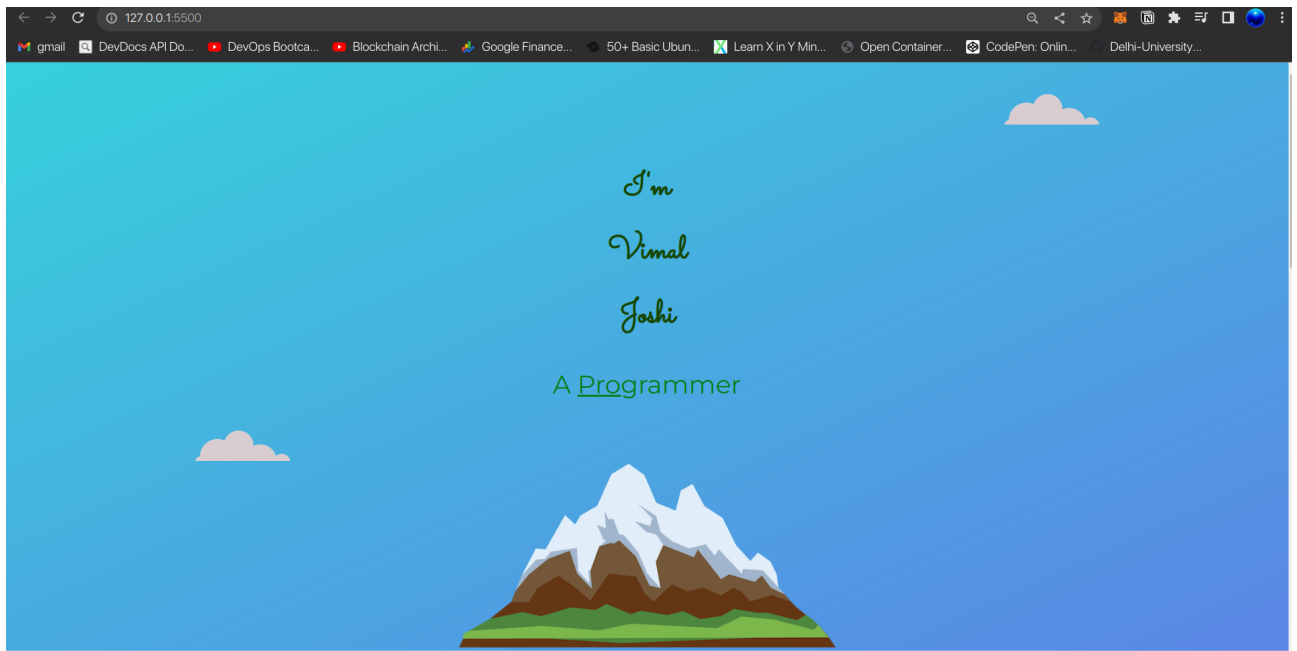 127.0.0.1:5500
gmail DevDocs API Do... DevOps Bootca... Blockchain Archi... Google Finance... 50+ Basic Ubun... Learn X in Y Min... Open Container... CodePen: Onlin... Delhi-University...
I'm
Vimal
Joshi
A Programmer